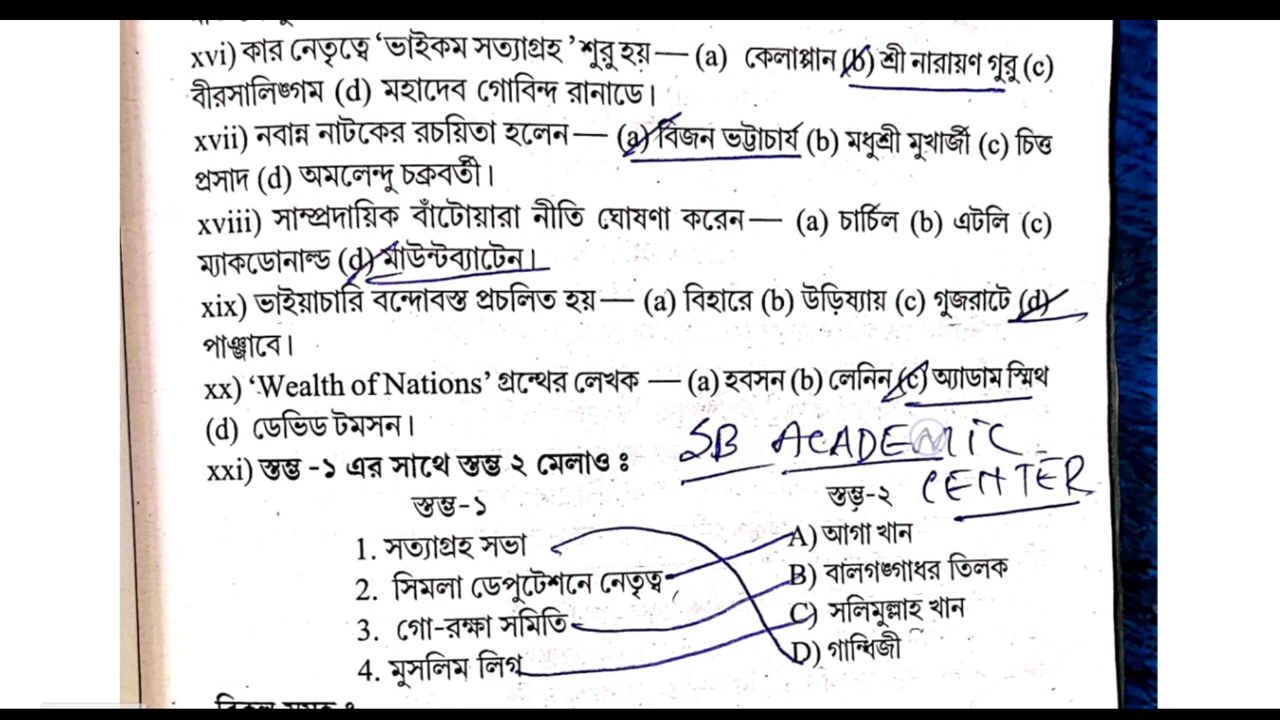 xvi) কার নেতৃত্বে ‘ভাইকম সত্যাগ্রহ ’শুরু হয় — (a) কেলাপ্পান (b) শ্রী নারায়ণ গুরু (c)
বীরসালিঙ্গম (d) মহাদেব গোবিন্দ রানাডে।
xvii) নবান্ন নাটকের রচয়িতা হলেন— (a) বিজন ভট্টাচার্য (b) মধুশ্রী মুখার্জী (c) চিত্ত
প্রসাদ (d) অমলেন্দু চক্রবর্তী।
xviii) সাম্প্রদায়িক বাঁটোয়ারা নীতি ঘোষণা করেন— (a) চার্চিল (b) এটলি (c)
ম্যাকডোনাল্ড (d) মাউন্টব্যাটেন।
xix) ভাইয়াচারি বন্দোবস্ত প্রচলিত হয়— (a) বিহারে (b) উড়িষ্যায় (c) গুজরাটে (d)
পাঞ্জাবে।
xx) ‘Wealth of Nations’ গ্রন্থের লেখক — (a) হবসন (b) লেনিন (c) অ্যাডাম স্মিথ
(d) ডেভিড টমসন।
SB ACADEMIC
xxi) স্তম্ভ -১ এর সাথে স্তম্ভ ২ মেলাও ঃ
CENTER
স্তম্ভ-১ স্তম্ভ-২
1. সত্যাগ্রহ সভা A) আগা খান
2. সিমলা ডেপুটেশনে নেতৃত্ব B) বালগঙ্গাধর তিলক
3. গো-রক্ষা সমিতি C) সলিমুল্লাহ খান
4. মুসলিম লিগ D) গান্ধিজী